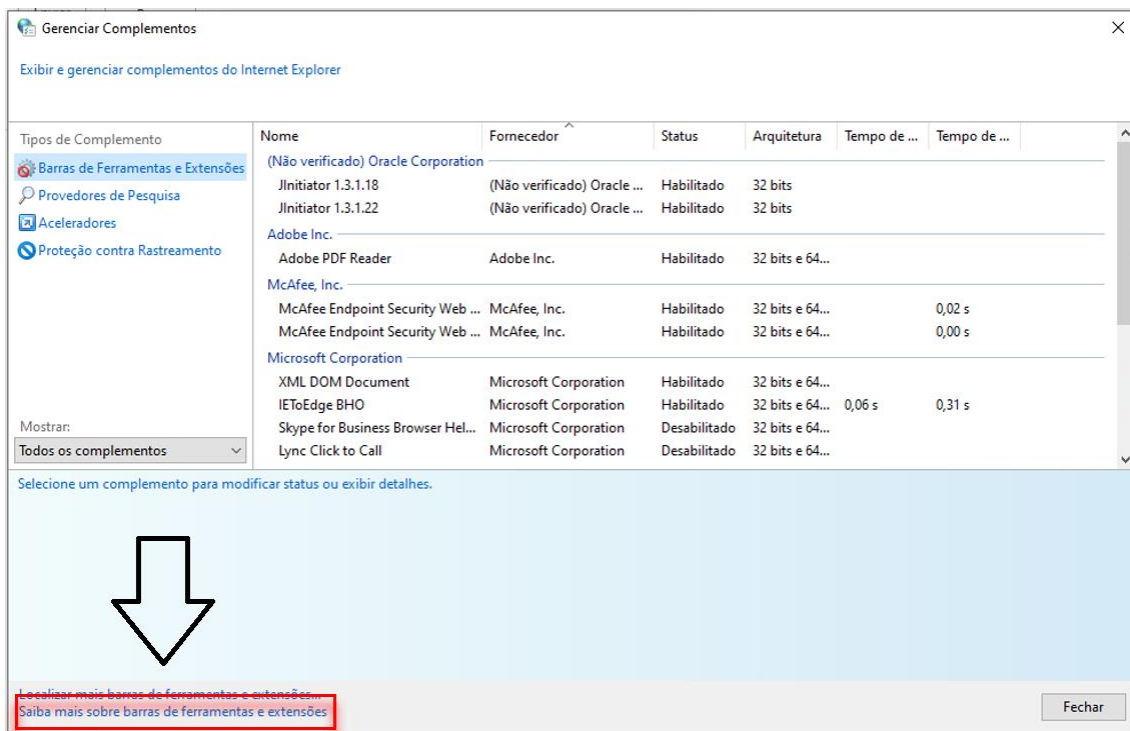 Gerenciar Complementos
Exibir e gerenciar complementos do Internet Explorer
Tipos de Complemento
Barras de Ferramentas e Extensões
Provedores de Pesquisa
Aceleradores
Proteção contra Rastreamento
Mostrar:
Todos os complementos
Nome Fornecedor Status Arquitetura Tempo de ... Tempo de ...
(Não verificado) Oracle Corporation
JInitiator 1.3.1.18 (Não verificado) Oracle ... Habilitado 32 bits
JInitiator 1.3.1.22 (Não verificado) Oracle ... Habilitado 32 bits
Adobe Inc.
Adobe PDF Reader Adobe Inc. Habilitado 32 bits e 64...
McAfee, Inc.
McAfee Endpoint Security Web ... McAfee, Inc. Habilitado 32 bits e 64... 0,02 s
McAfee Endpoint Security Web ... McAfee, Inc. Habilitado 32 bits e 64... 0,00 s
Microsoft Corporation
XML DOM Document Microsoft Corporation Habilitado 32 bits e 64...
IEToEdge BHO Microsoft Corporation Habilitado 32 bits e 64... 0,06 s 0,31 s
Skype for Business Browser Hel... Microsoft Corporation Desabilitado 32 bits e 64...
Lync Click to Call Microsoft Corporation Desabilitado 32 bits e 64...
Selecione um complemento para modificar status ou exibir detalhes.
Localizar mais barras de ferramentas e extensões...
Saiba mais sobre barras de ferramentas e extensões
Fechar